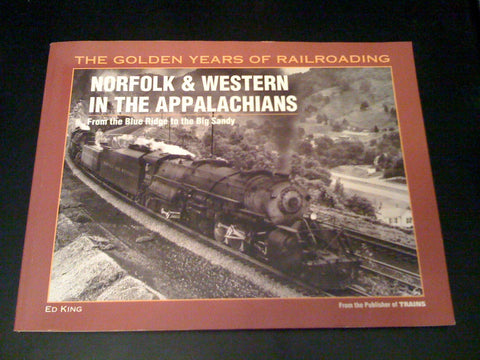 THE GOLDEN YEARS OF RAILROADING
NORFOLK & WESTERN
IN THE APPALACHIANS
From the Blue Ridge to the Big Sandy
ED KING
From the Publisher of TRAINS